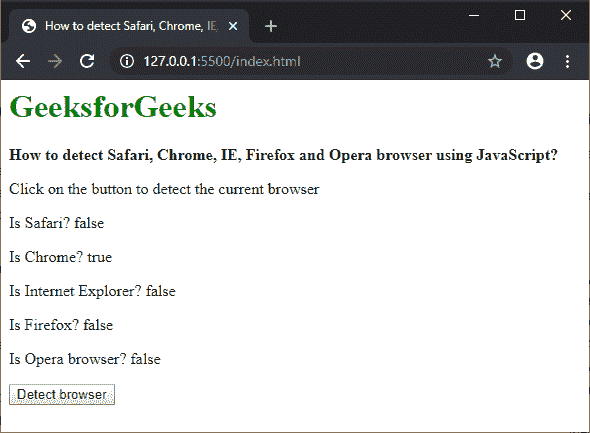 How to detect Safari, Chrome, IE,
127.0.0.1:5500/index.html
GeeksforGeeks
How to detect Safari, Chrome, IE, Firefox and Opera browser using JavaScript?
Click on the button to detect the current browser
Is Safari? false
Is Chrome? true
Is Internet Explorer? false
Is Firefox? false
Is Opera browser? false
Detect browser